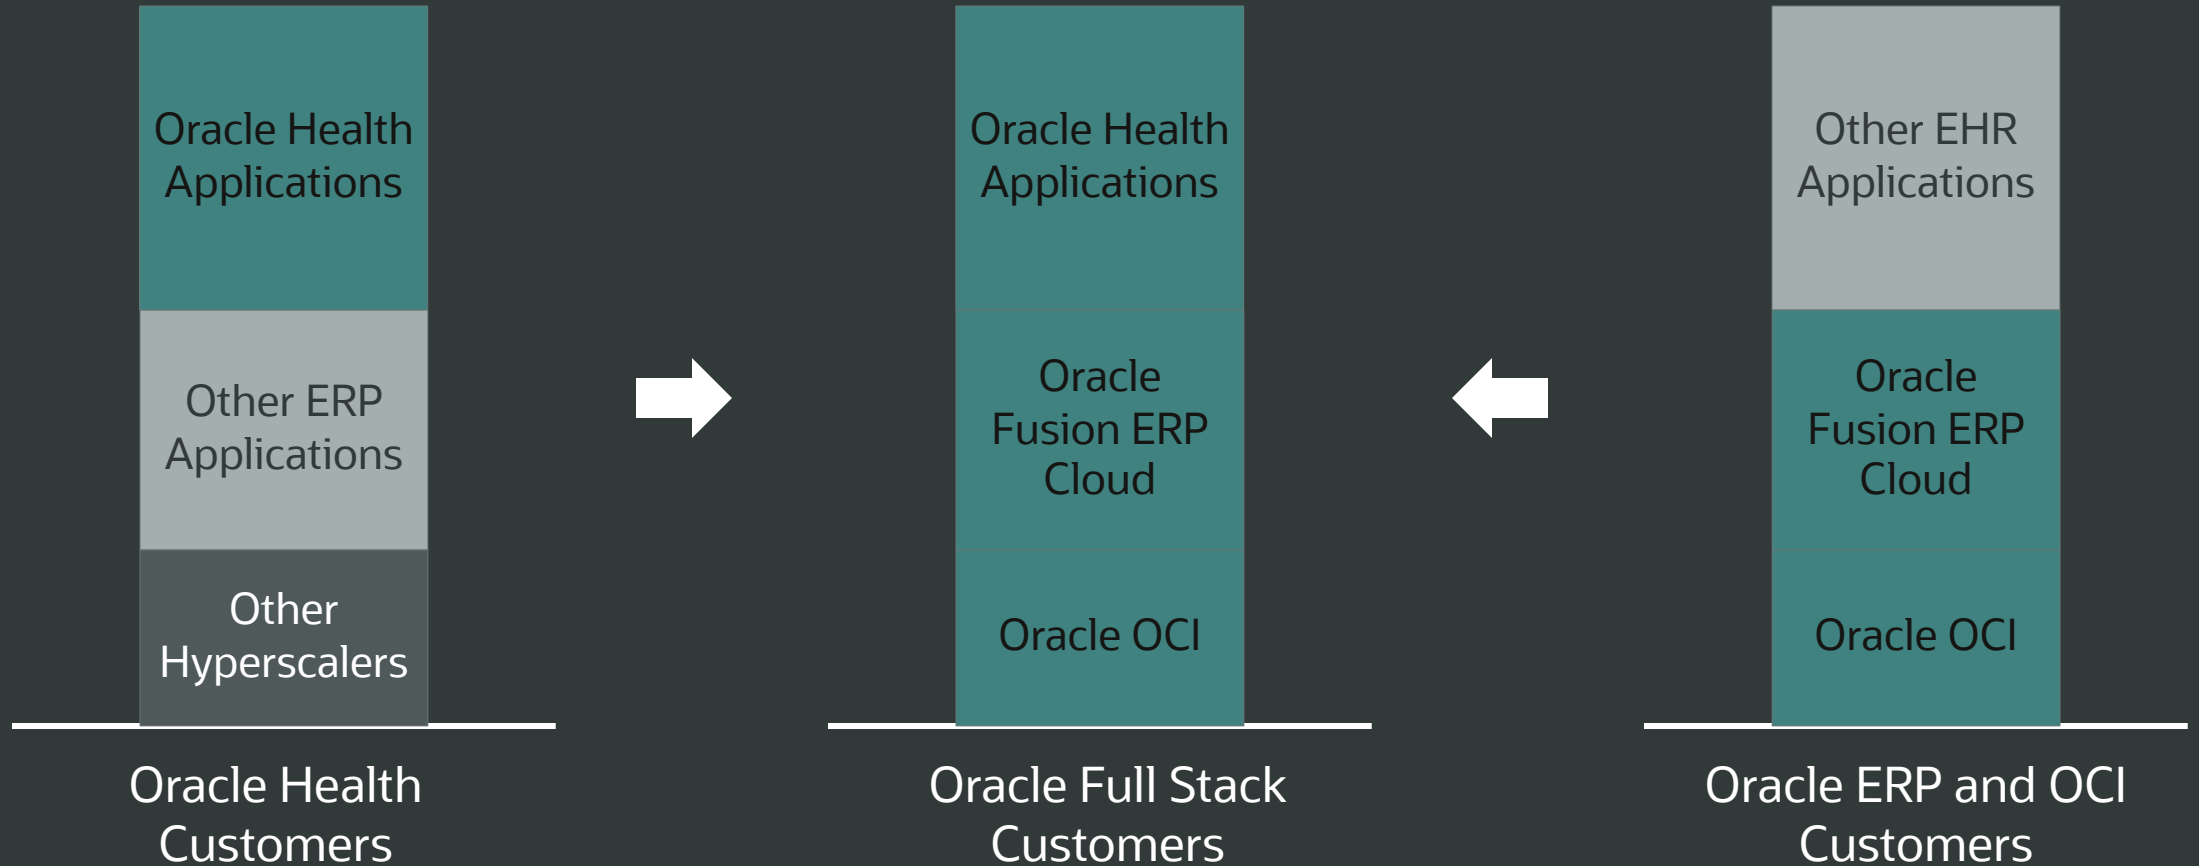 Oracle Health
Applications
Other ERP
Applications
Other
Hyperscalers
Oracle Health
Customers
Oracle Health
Applications
Oracle
Fusion ERP
Cloud
Oracle OCI
Oracle Full Stack
Customers
Other EHR
Applications
Oracle
Fusion ERP
Cloud
Oracle OCI
Oracle ERP and OCI
Customers